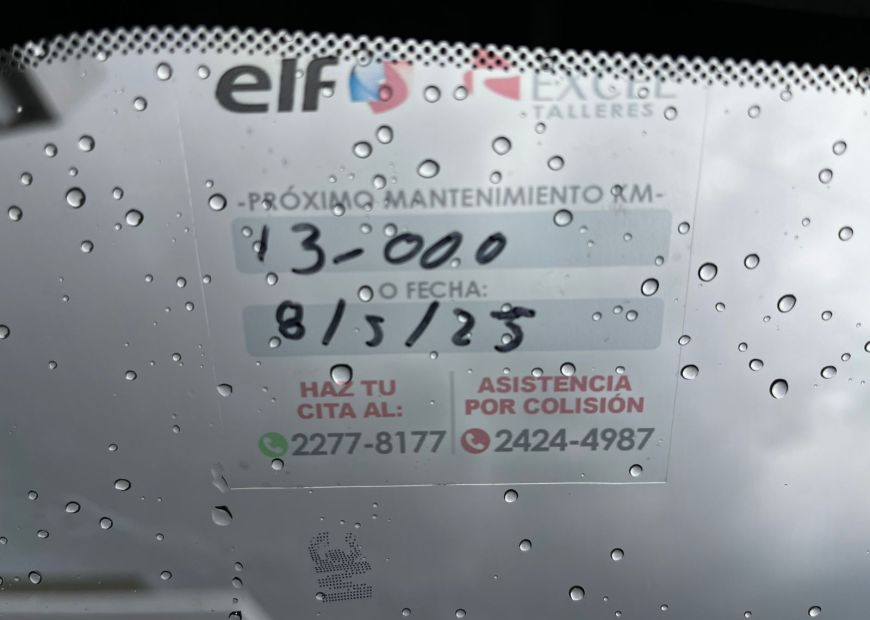 elf EXCEL
TALLERES
-PRÓXIMO MANTENIMIENTO KM-
13-000
O FECHA:
8/5/25
HAZ TU
CITA AL:
2277-8177
ASISTENCIA
POR COLISIÓN
2424-4987